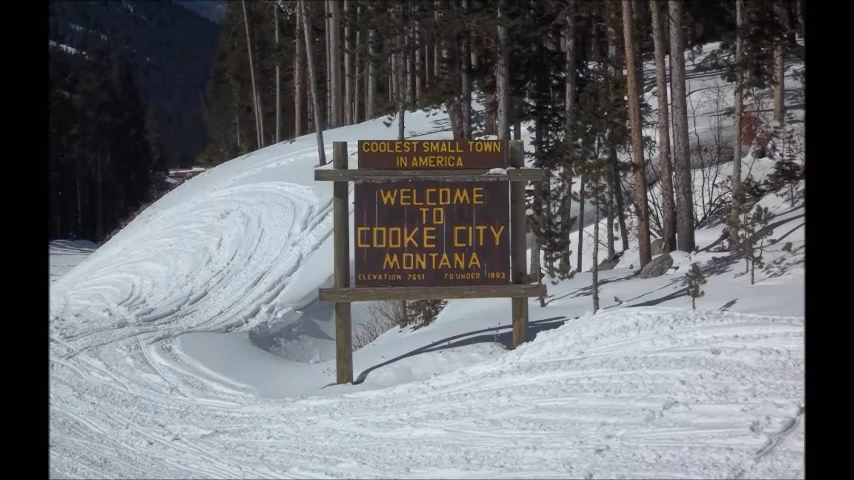 COOLEST SMALL TOWN
IN AMERICA
WELCOME
TO
COOKE CITY
MONTANA
ELEVATION 7651 FOUNDED 1883